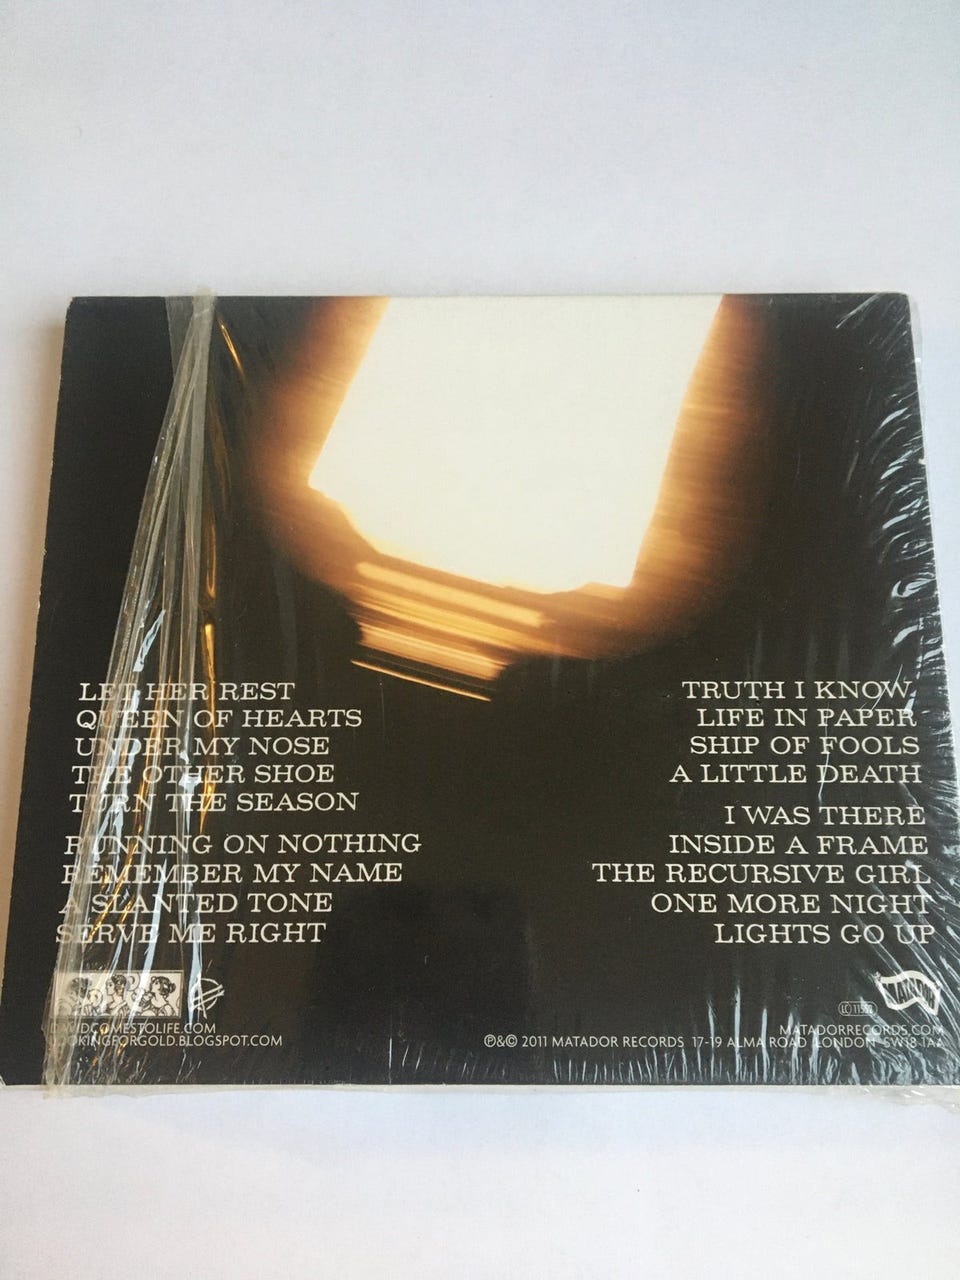 LET HER REST
QUEEN OF HEARTS
UNDER MY NOSE
THE OTHER SHOE
TURN THE SEASON
RUNNING ON NOTHING
REMEMBER MY NAME
A SLANTED TONE
SERVE ME RIGHT
TRUTH I KNOW
LIFE IN PAPER
SHIP OF FOOLS
A LITTLE DEATH
I WAS THERE
INSIDE A FRAME
THE RECURSIVE GIRL
ONE MORE NIGHT
LIGHTS GO UP
DAVIDCOMESTOLIFE.COM
LOOKINGFORGOLD.BLOGSPOT.COM
LC 11552
MATADOR
MATADORRECORDS.COM
℗&© 2011 MATADOR RECORDS 17-19 ALMA ROAD LONDON SW18 1AA